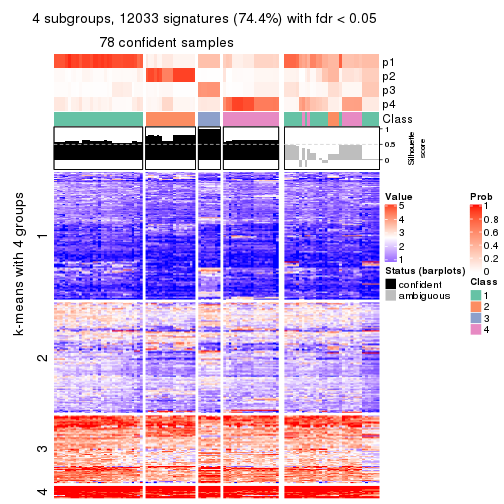 4 subgroups, 12033 signatures (74.4%) with fdr < 0.05
78 confident samples
p1
p2
p3
p4
Class
1
0.5
0
Silhouette
score
k-means with 4 groups
1
2
3
4
Value
5
4
3
2
1
Status (barplots)
confident
ambiguous
Prob
1
0.8
0.6
0.4
0.2
0
Class
1
2
3
4